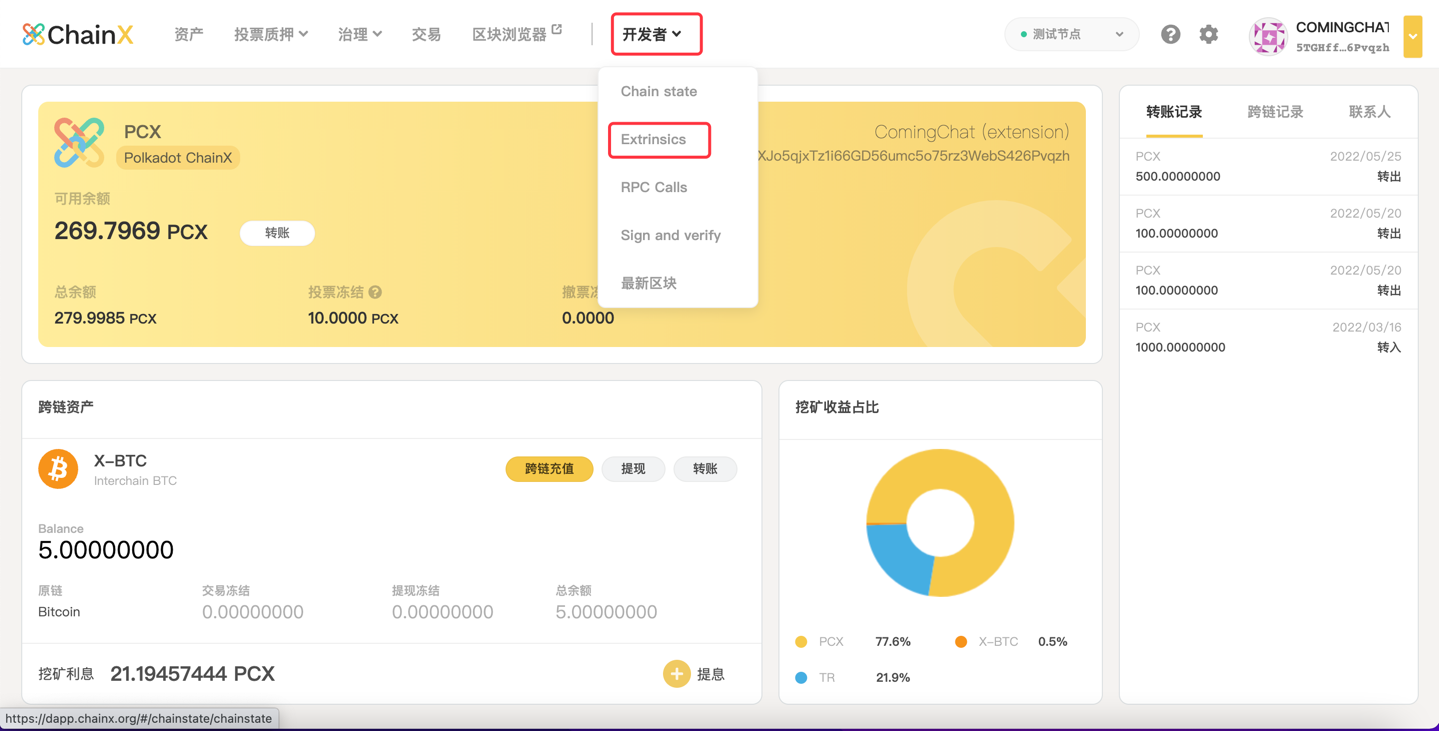 ChainX
资产
投票质押
治理
交易
区块浏览器
开发者
测试节点
COMINGCHAT
5TGHff…6Pvqzh
Chain state
Extrinsics
RPC Calls
Sign and verify
最新区块
PCX
Polkadot ChainX
ComingChat (extension)
XJo5qjxTz1i66GD56umc5o75rz3WebS426Pvqzh
可用余额
269.7969 PCX
转账
总余额
279.9985 PCX
投票冻结
10.0000 PCX
撤票
0.0000
转账记录
跨链记录
联系人
PCX 2022/05/25
500.00000000 转出
PCX 2022/05/20
100.00000000 转出
PCX 2022/05/20
100.00000000 转出
PCX 2022/03/16
1000.00000000 转入
跨链资产
X-BTC
Interchain BTC
跨链充值
提现
转账
Balance
5.00000000
原链
Bitcoin
交易冻结
0.00000000
提现冻结
0.00000000
总余额
5.00000000
挖矿利息 21.19457444 PCX
提息
挖矿收益占比
PCX 77.6%
X-BTC 0.5%
TR 21.9%
https://dapp.chainx.org/#/chainstate/chainstate